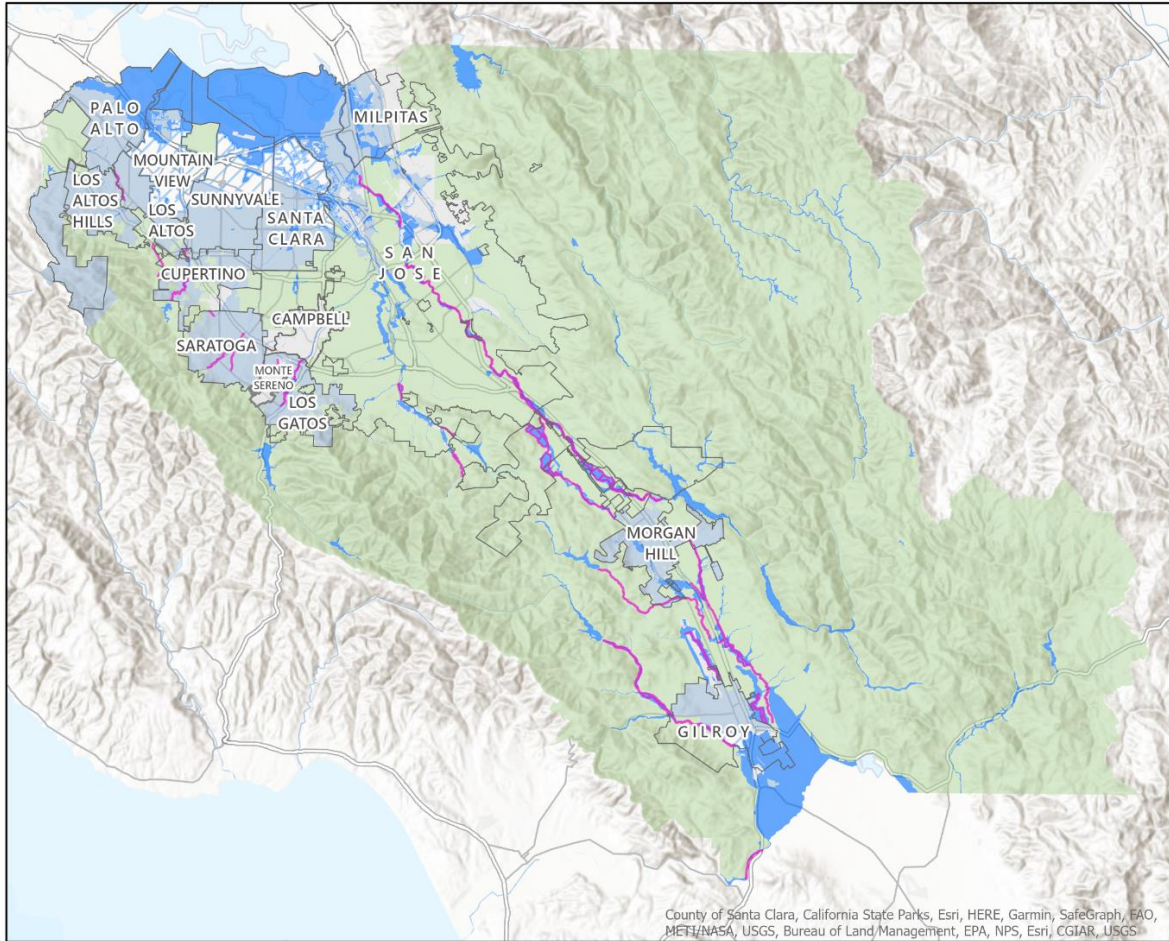 PALO
ALTO
MILPITAS
MOUNTAIN
VIEW
LOS
ALTOS
HILLS
LOS
ALTOS
SUNNYVALE
SANTA
CLARA
SAN
JOSE
CUPERTINO
CAMPBELL
SARATOGA
MONTE
SERENO
LOS
GATOS
MORGAN
HILL
GILROY
County of Santa Clara, California State Parks, Esri, HERE, Garmin, SafeGraph, FAO,
METI/NASA, USGS, Bureau of Land Management, EPA, NPS, Esri, CGIAR, USGS